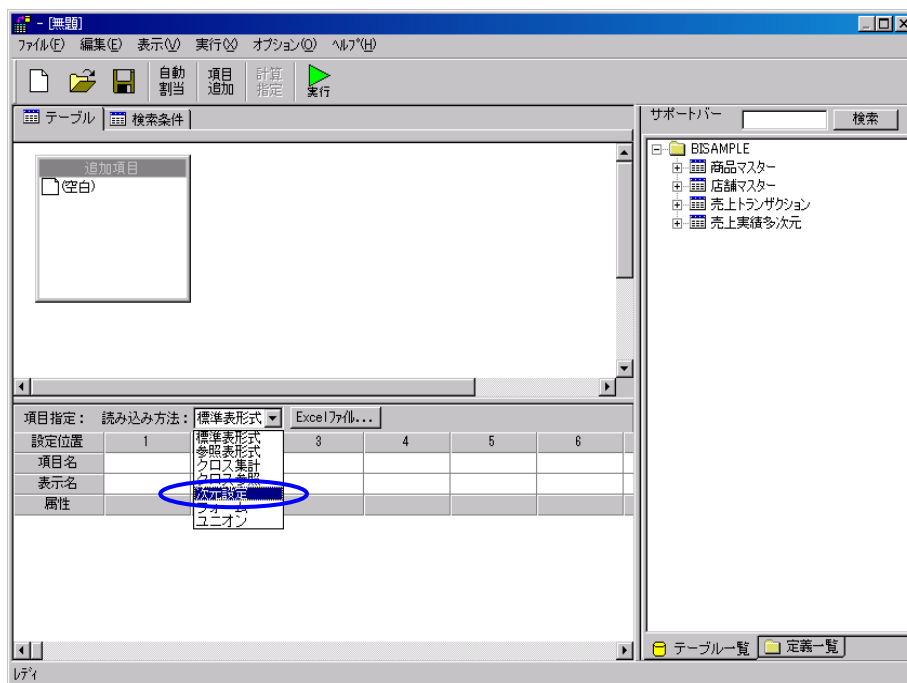 - [無題]
ファイル(F) 編集(E) 表示(V) 実行(X) オプション(O) ヘルプ(H)
自動割当 項目追加 計算指定 実行
テーブル 検索条件
サポートバー 検索
追加項目
(空白)
BISAMPLE
商品マスター
店舗マスター
売上トランザクション
売上実績多次元
項目指定： 読み込み方法： 標準表形式 Excelファイル...
設定位置 1 3 4 5 6
項目名
表示名
属性
標準表形式
参照表形式
クロス集計
クロス参照
次元設定
フォーム
ユニオン
テーブル一覧 定義一覧
レディ